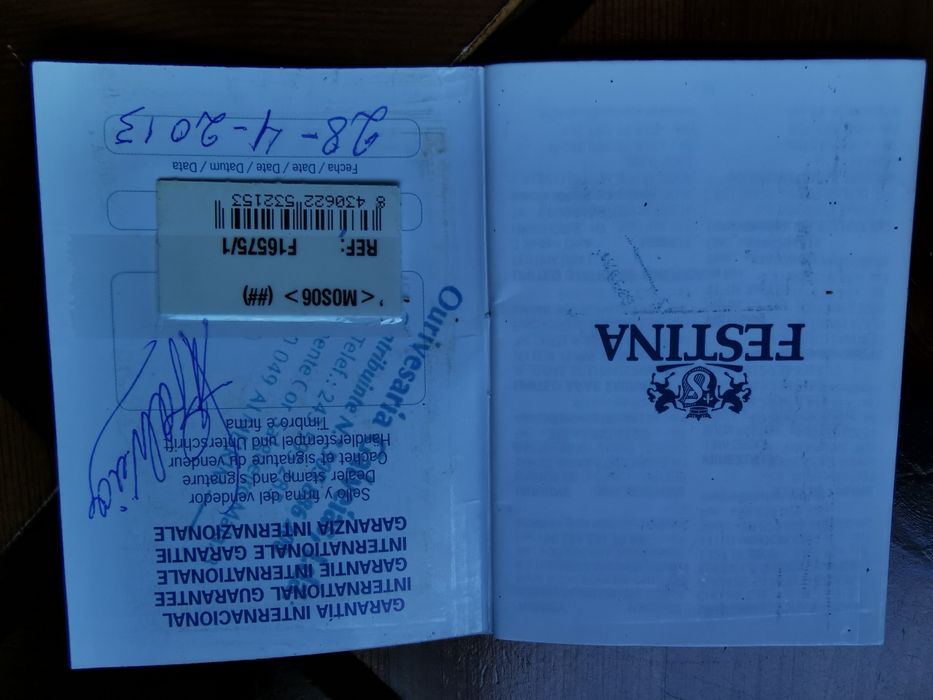 FESTINA
GARANTÍA INTERNACIONAL
INTERNATIONAL GUARANTEE
GARANTIE INTERNATIONALE
INTERNATIONALE GARANTIE
GARANZIA INTERNAZIONALE
Sello y firma del vendedor
Dealer stamp and signature
Cachet et signature du vendeur
Händlerstempel und Unterschrift
Timbro e firma
Ourivesaria
Telef.:
< MOS06 > (##)
REF: F16575/1
8 430622 532153
Fecha / Date / Date / Datum / Data
28-4-2013